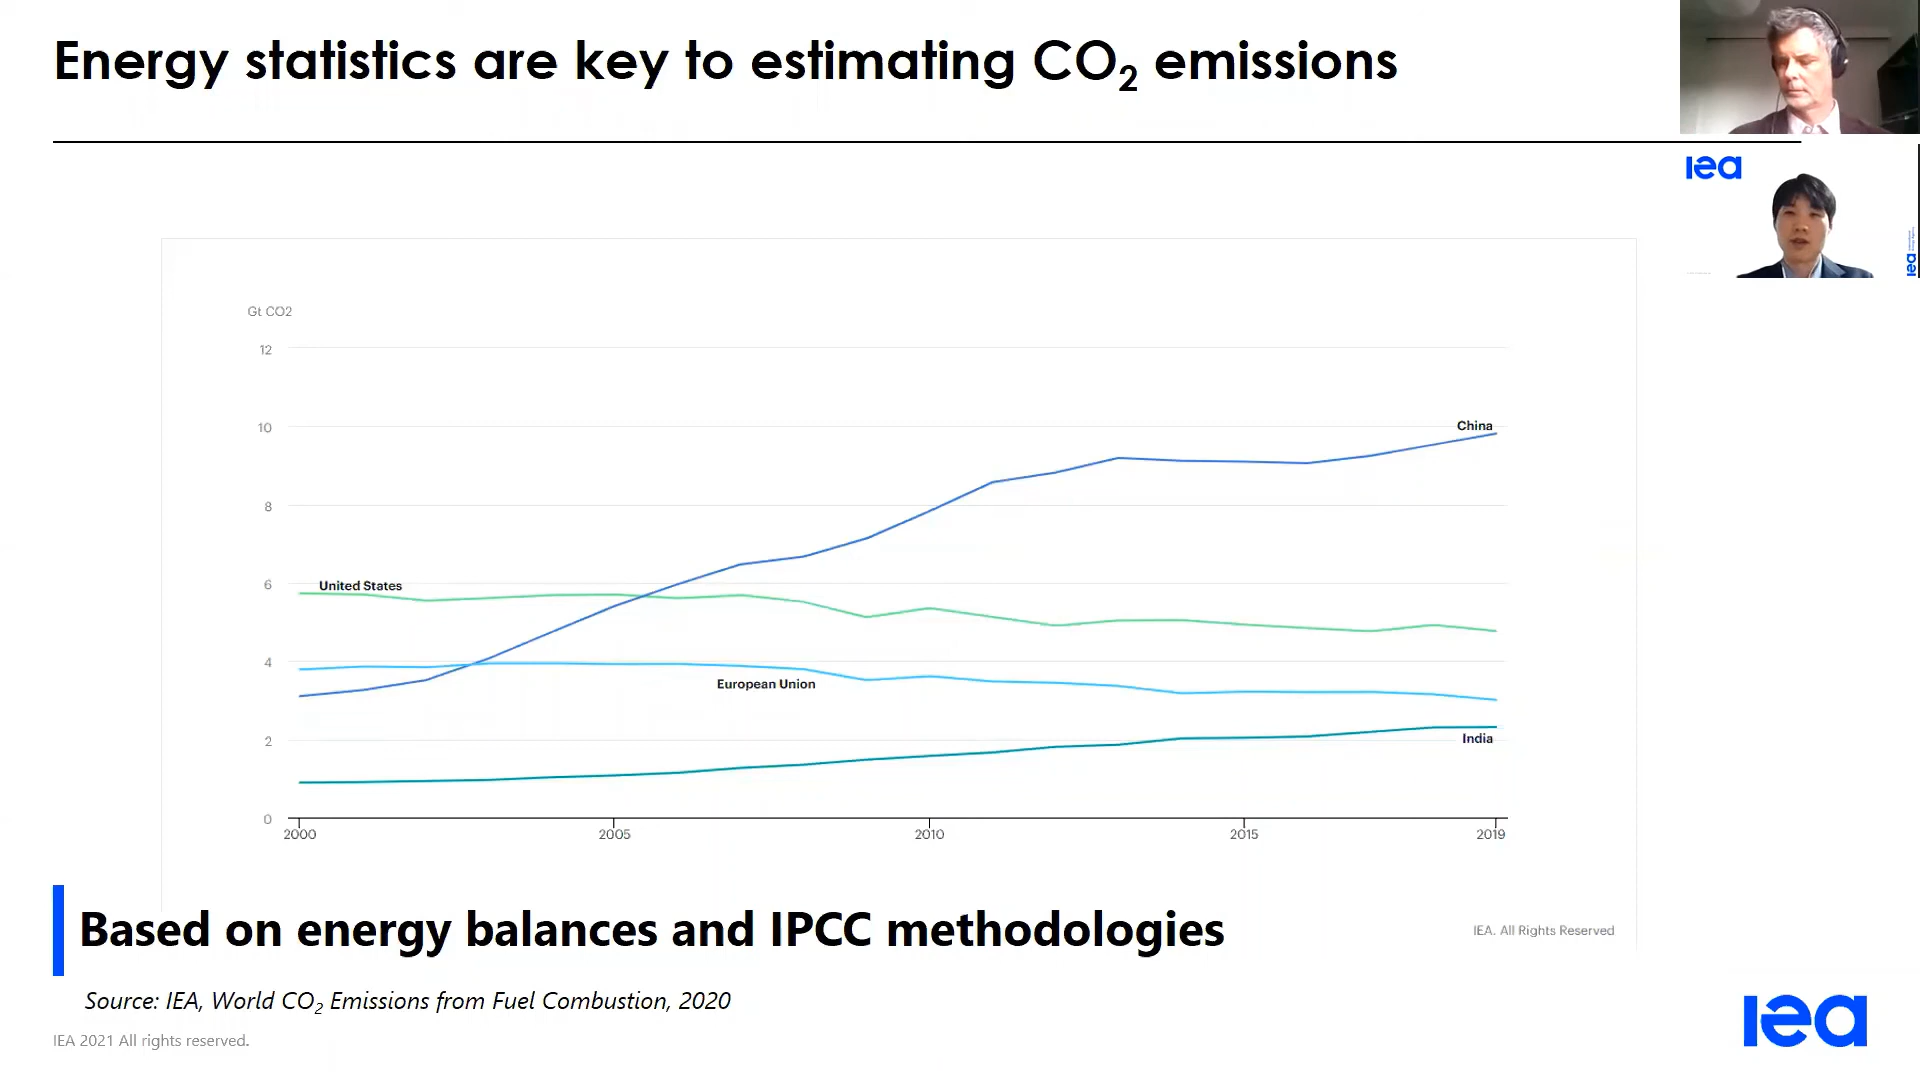 Energy statistics are key to estimating CO2 emissions
iea
iea
Gt CO2
12
10
8
6
4
2
0
China
United States
European Union
India
2000 2005 2010 2015 2019
Based on energy balances and IPCC methodologies
IEA. All Rights Reserved
Source: IEA, World CO2 Emissions from Fuel Combustion, 2020
IEA 2021 All rights reserved.
iea